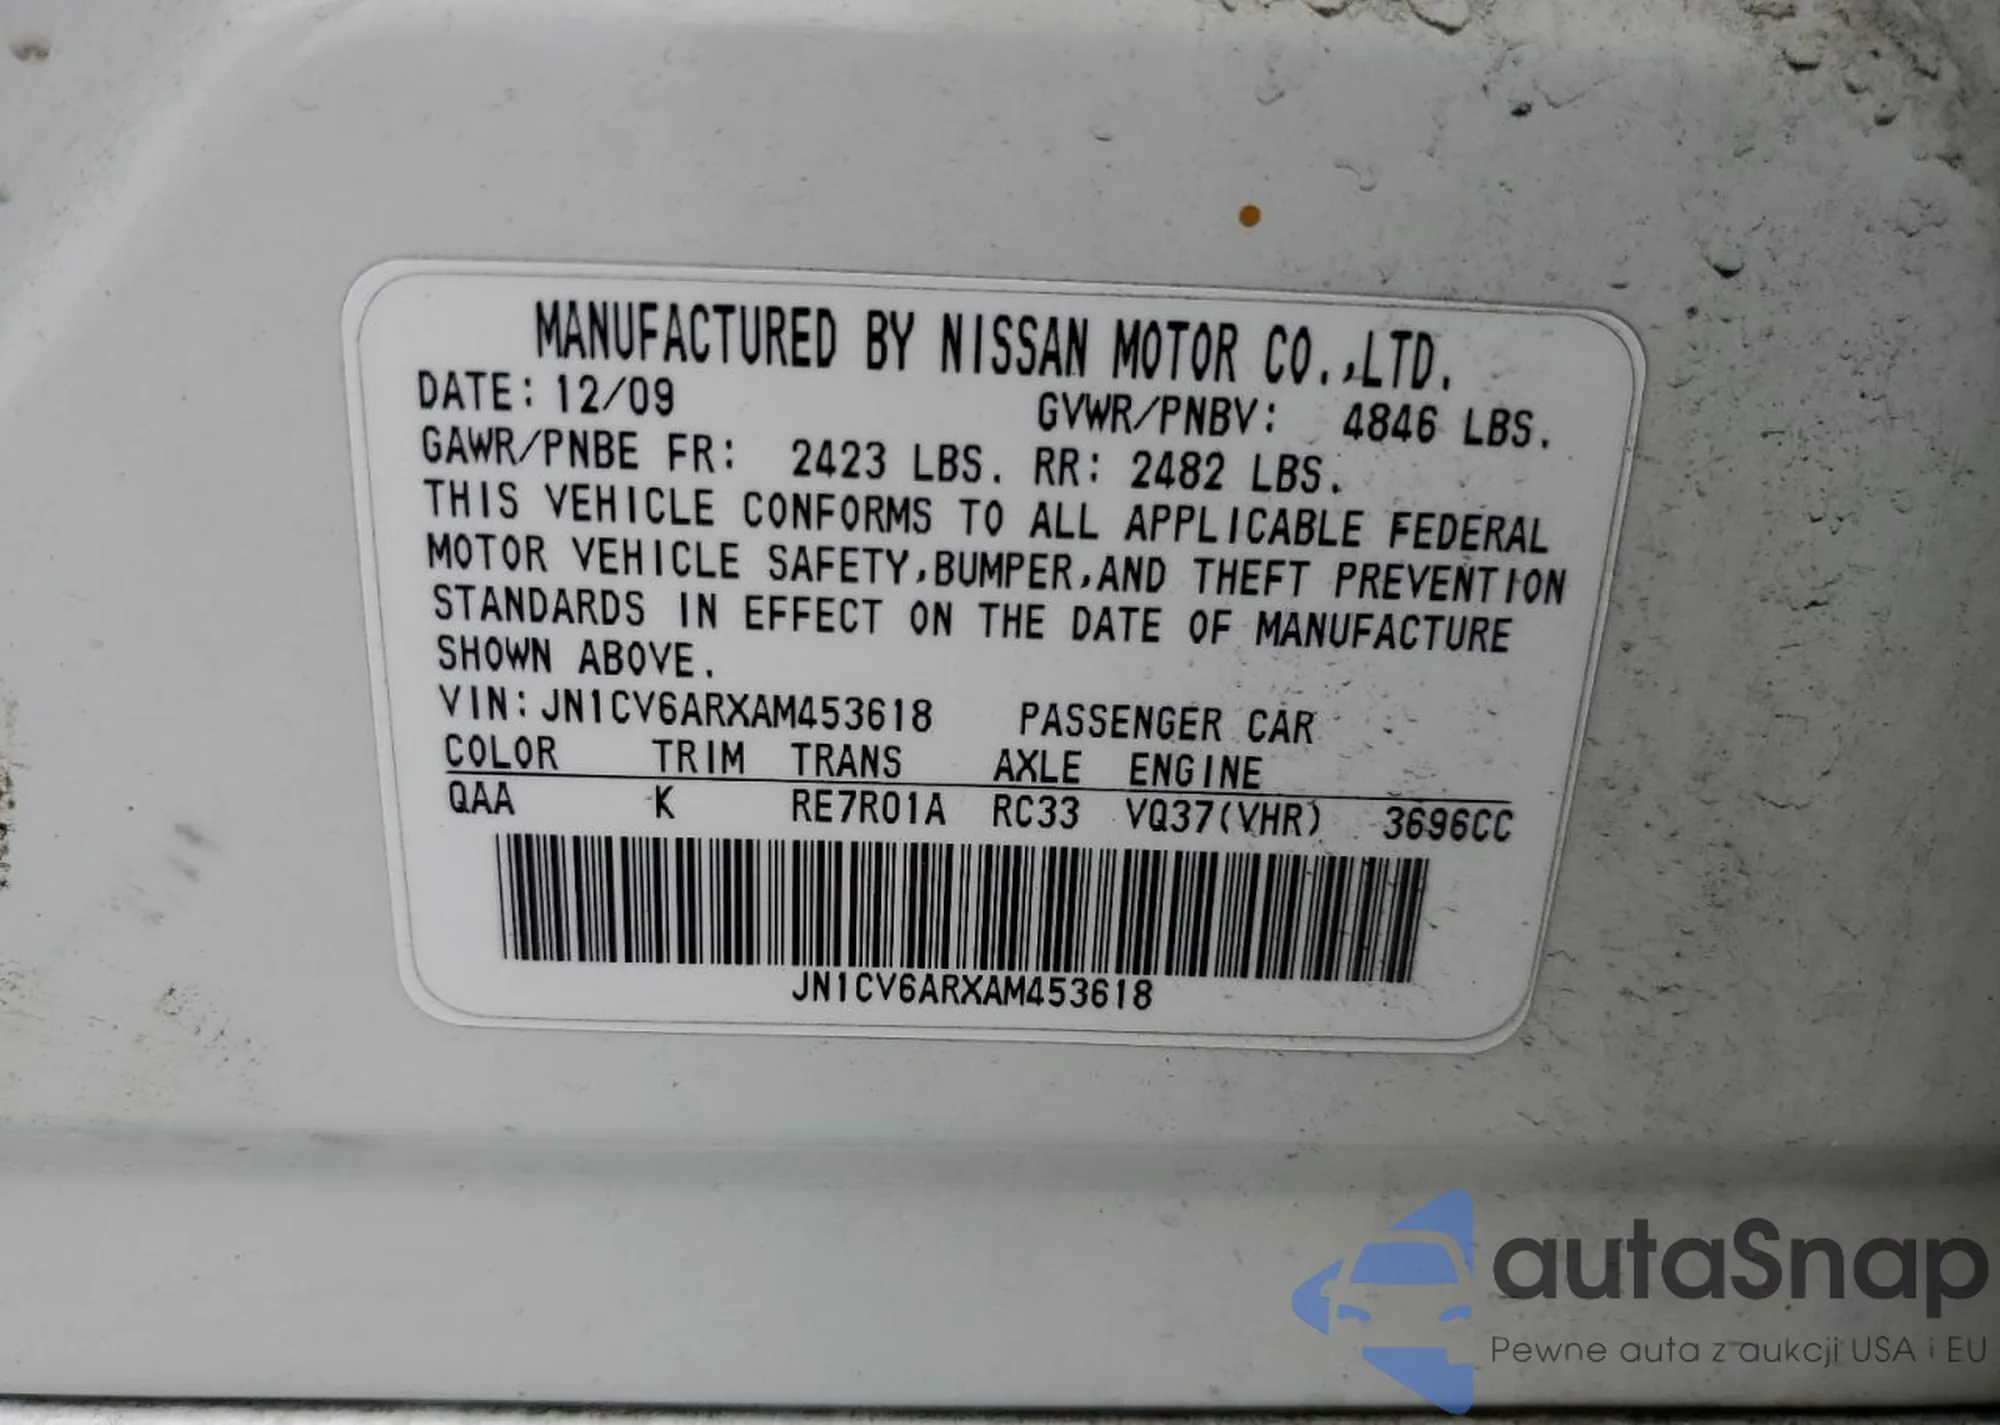 MANUFACTURED BY NISSAN MOTOR CO.,LTD.
DATE: 12/09 GVWR/PNBV: 4846 LBS.
GAWR/PNBE FR: 2423 LBS. RR: 2482 LBS.
THIS VEHICLE CONFORMS TO ALL APPLICABLE FEDERAL
MOTOR VEHICLE SAFETY,BUMPER,AND THEFT PREVENTION
STANDARDS IN EFFECT ON THE DATE OF MANUFACTURE
SHOWN ABOVE.
VIN: JN1CV6ARXAM453618 PASSENGER CAR
COLOR TRIM TRANS AXLE ENGINE
QAA K RE7R01A RC33 VQ37(VHR) 3696CC
JN1CV6ARXAM453618
autaSnap
Pewne auta z aukcji USA i EU